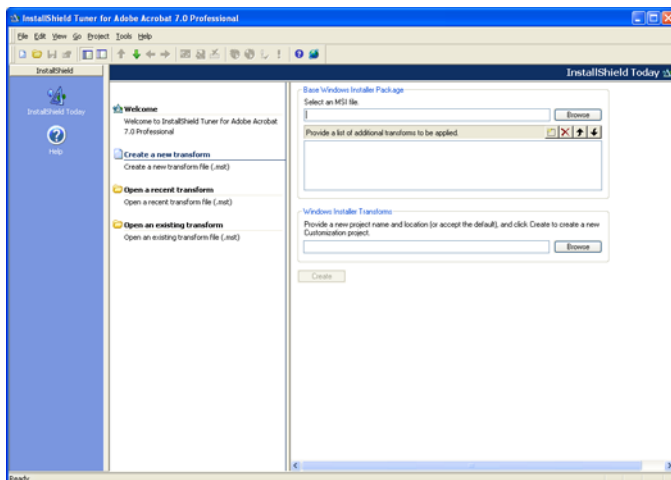 InstallShield Tuner for Adobe Acrobat 7.0 Professional
File Edit View Go Project Tools Help
InstallShield
InstallShield Today
InstallShield Today
Help
Welcome
Welcome to InstallShield Tuner for Adobe Acrobat
7.0 Professional
Create a new transform
Create a new transform file (.mst)
Open a recent transform
Open a recent transform file (.mst)
Open an existing transform
Open an existing transform file (.mst)
Base Windows Installer Package
Select an MSI file.
Browse
Provide a list of additional transforms to be applied.
Windows Installer Transforms
Provide a new project name and location (or accept the default), and click Create to create a new
Customization project.
Browse
Create
Ready